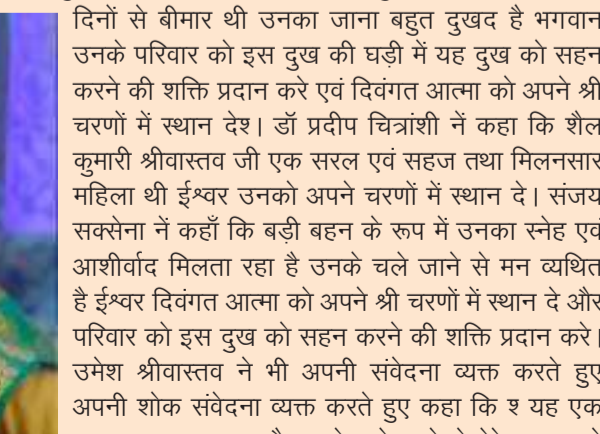 दिनों से बीमार थी उनका जाना बहुत दुखद है भगवान
उनके परिवार को इस दुख की घड़ी में यह दुख को सहन
करने की शक्ति प्रदान करे एवं दिवंगत आत्मा को अपने श्री
चरणों में स्थान देश्। डॉ प्रदीप चित्रांशी नें कहा कि शैल
कुमारी श्रीवास्तव जी एक सरल एवं सहज तथा मिलनसार
महिला थी ईश्वर उनको अपने चरणों में स्थान दे। संजय
सक्सेना नें कहाँ कि बड़ी बहन के रूप में उनका स्नेह एवं
आशीर्वाद मिलता रहा है उनके चले जाने से मन व्यथित
है ईश्वर दिवंगत आत्मा को अपने श्री चरणों में स्थान दे और
परिवार को इस दुख को सहन करने की शक्ति प्रदान करे।
उमेश श्रीवास्तव ने भी अपनी संवेदना व्यक्त करते हुए
अपनी शोक संवेदना व्यक्त करते हुए कहा कि श् यह एक